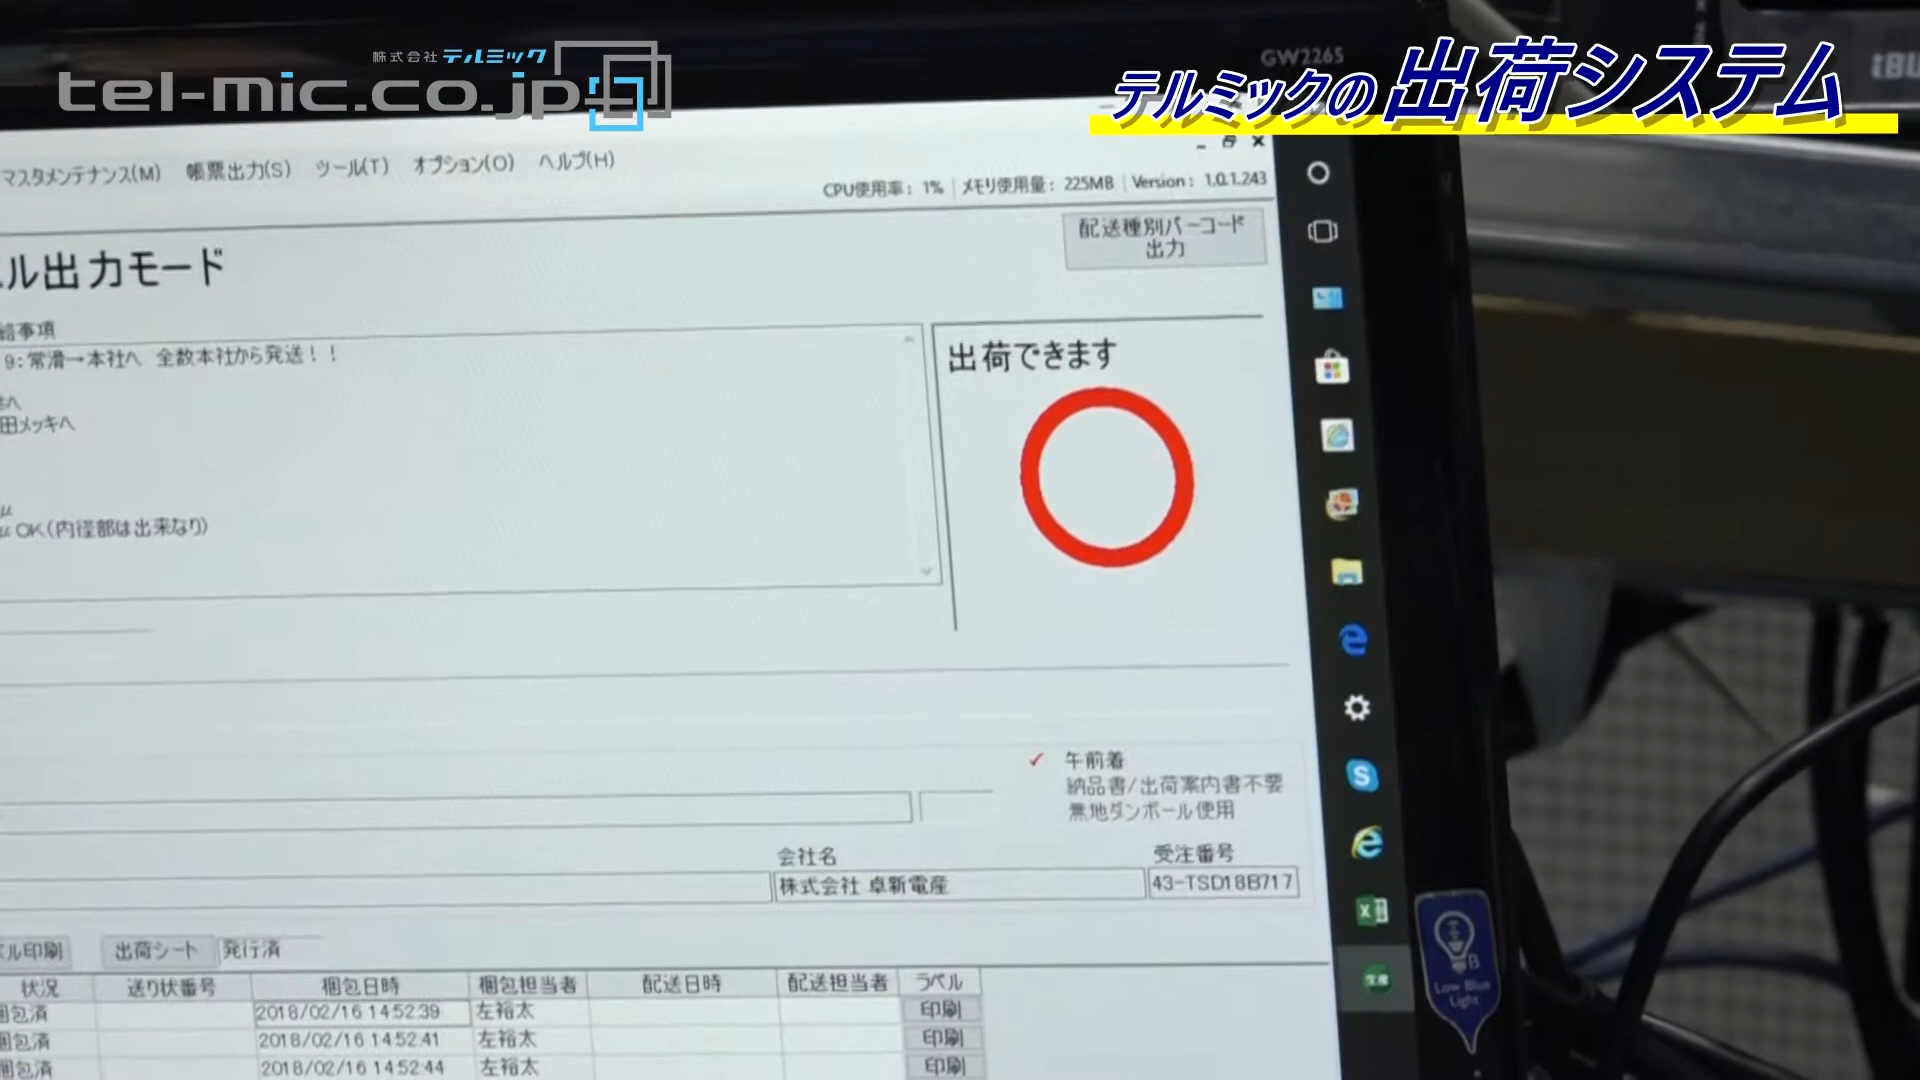 株式会社テルミック
tel-mic.co.jp
テルミックの出荷システム
GW2265
マスタメンテナンス(M) 帳票出力(S) ツール(T) オプション(O) ヘルプ(H)
CPU使用率: 1% メモリ使用量: 225MB Version: 1.0.1.243
配送種別バーコード
出力
ル出力モード
事項
9:常滑→本社へ 全数本社から発送!!
へ
田メッキへ
μ
μ OK(内径部は出来なり)
出荷できます
✓ 午前着
納品書/出荷案内書不要
無地ダンボール使用
会社名 受注番号
株式会社 卓新電産 43-TSD18B717
ル印刷 出荷シート 発行済
状況 送り状番号 梱包日時 梱包担当者 配送日時 配送担当者 ラベル
梱包済 2018/02/16 14:52:39 左裕太 印刷
梱包済 2018/02/16 14:52:41 左裕太 印刷
梱包済 2018/02/16 14:52:44 左裕太 印刷
Low Blue
Light